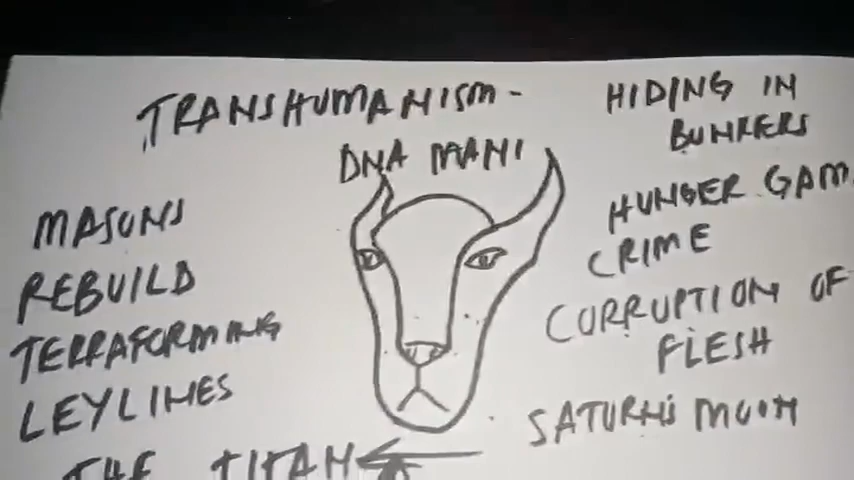 TRANSHUMANISM -
DNA MANI
MASONS
REBUILD
TERRAFORMING
LEYLINES
THE TITAN
HIDING IN
BUNKERS
HUNGER GAM
CRIME
CORRUPTION OF
FLESH
SATURNS MOON